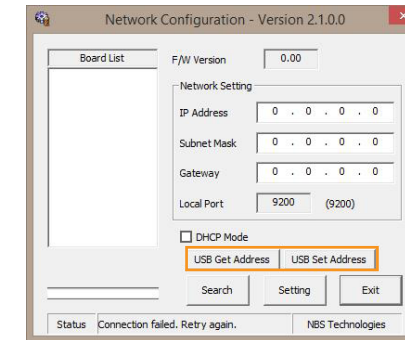 Network Configuration - Version 2.1.0.0
Board List
F/W Version 0.00
Network Setting
IP Address 0 . 0 . 0 . 0
Subnet Mask 0 . 0 . 0 . 0
Gateway 0 . 0 . 0 . 0
Local Port 9200 (9200)
DHCP Mode
USB Get Address USB Set Address
Search Setting Exit
Status Connection failed. Retry again. NBS Technologies